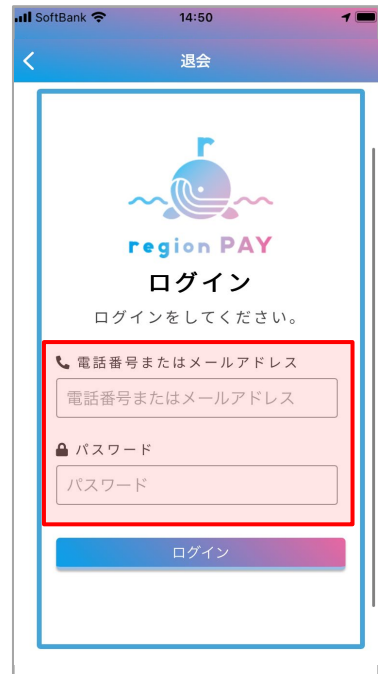 SoftBank 14:50
退会
region PAY
ログイン
ログインをしてください。
電話番号またはメールアドレス
電話番号またはメールアドレス
パスワード
パスワード
ログイン